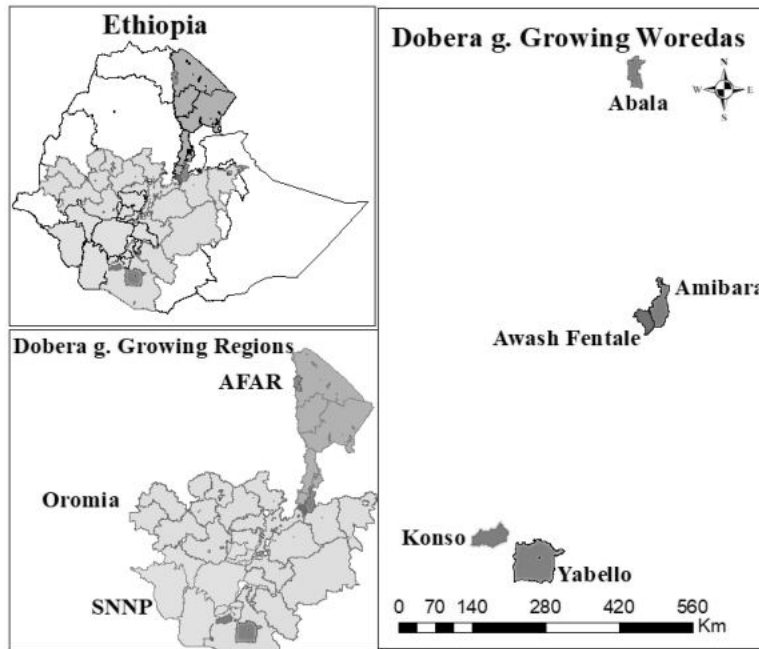 Ethiopia
Dobera g. Growing Regions
AFAR
Oromia
SNNP
Dobera g. Growing Woredas
Abala
N
W E
S
Amibara
Awash Fentale
Konso
Yabello
0 70 140 280 420 560
Km